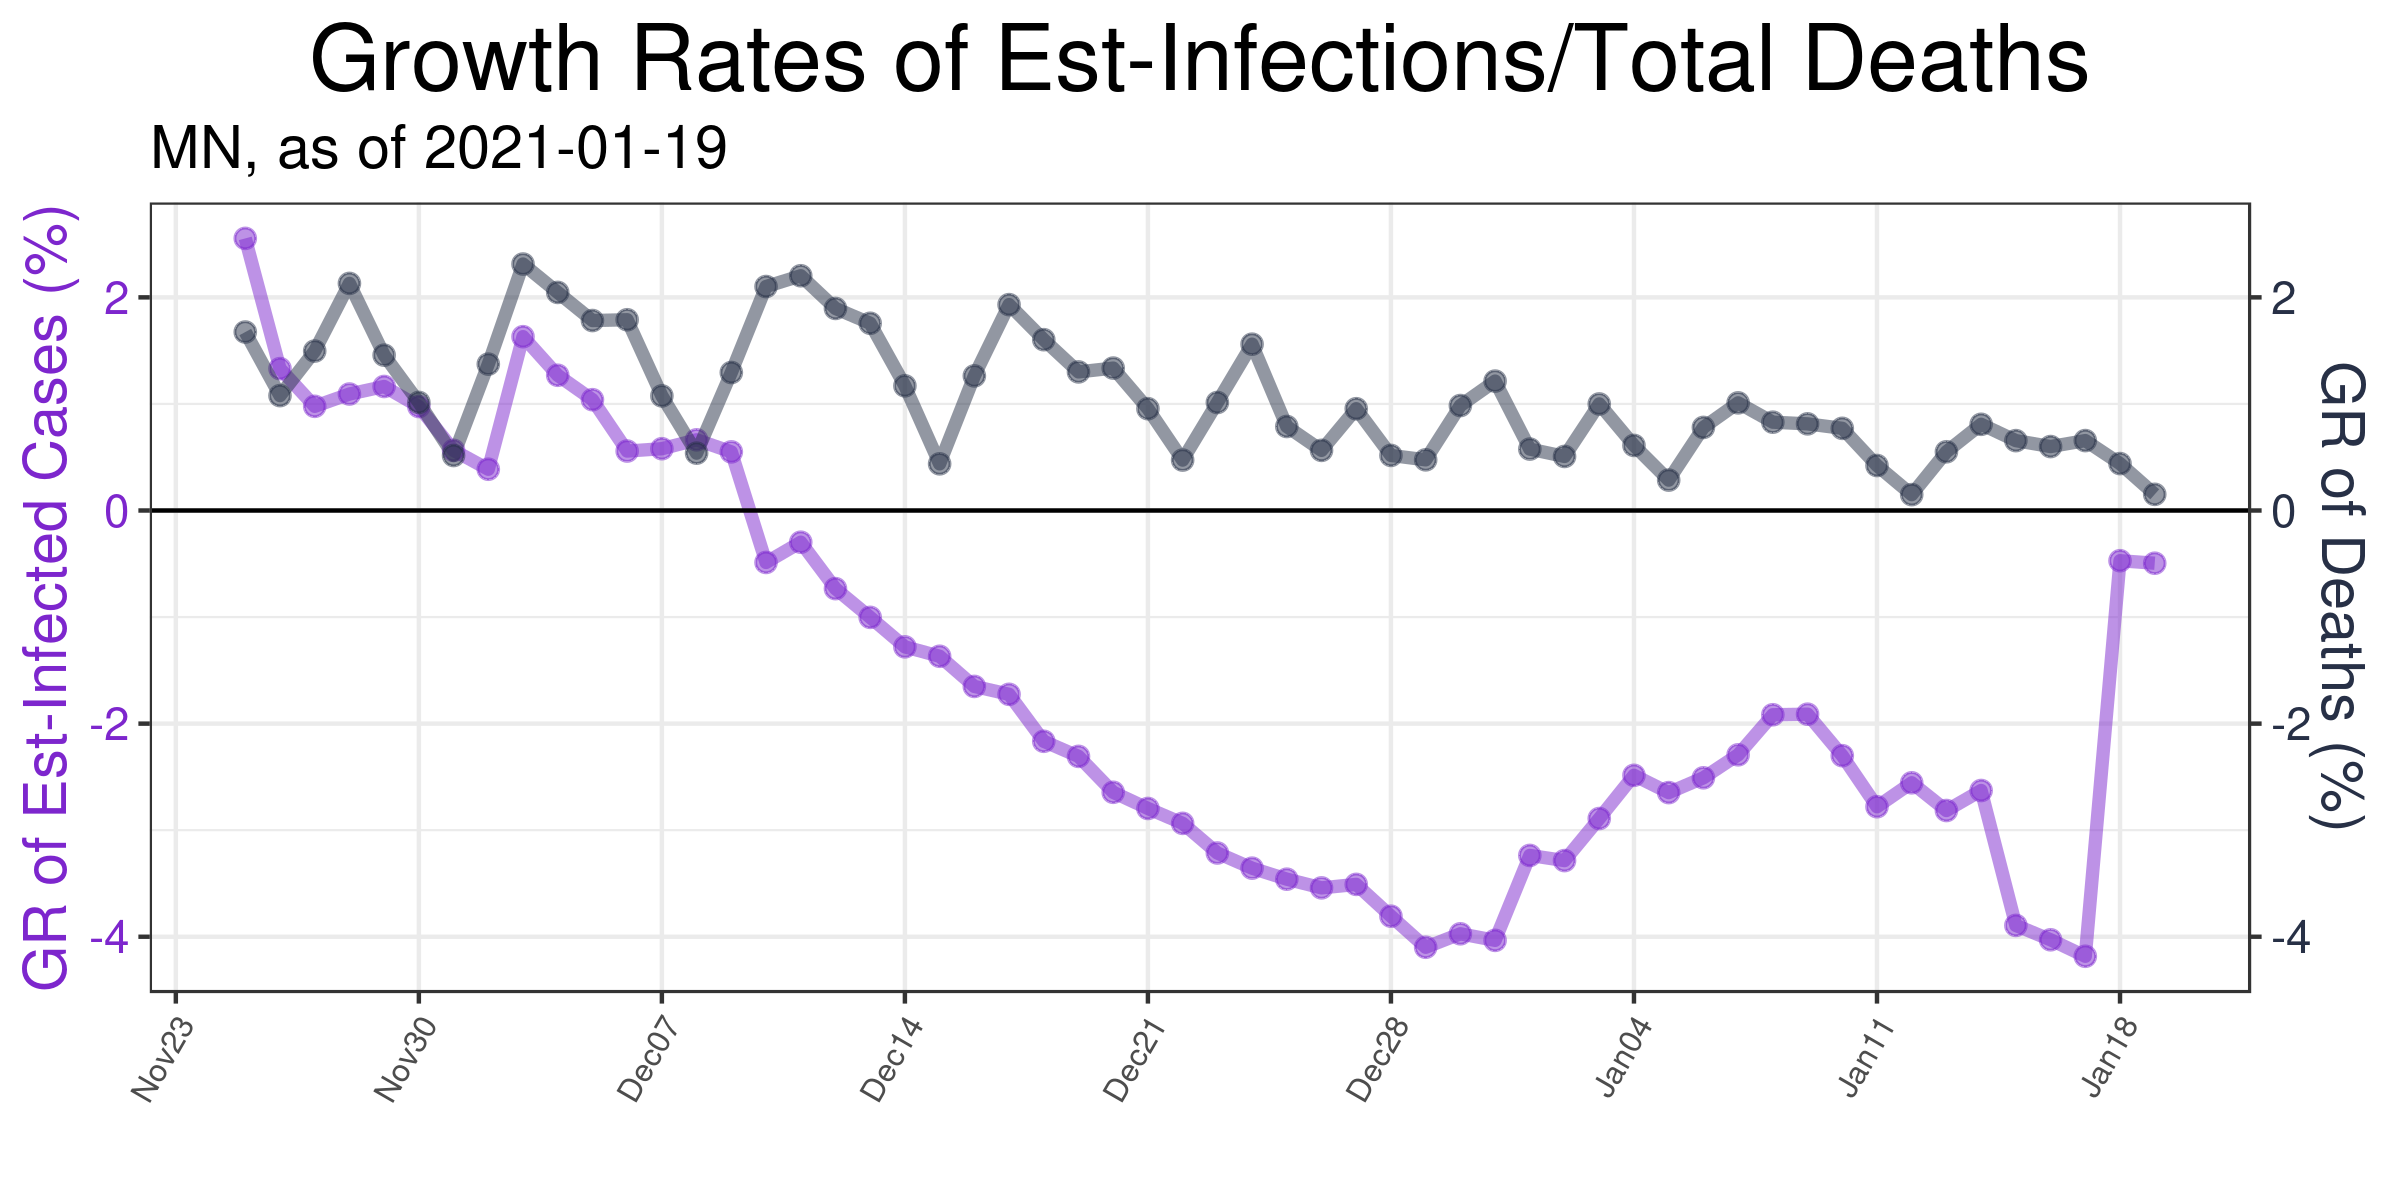 Growth Rates of Est-Infections/Total Deaths
MN, as of 2021-01-19
GR of Est-Infected Cases (%)
2
0
-2
-4
2
0
-2
-4
GR of Deaths (%)
Nov23
Nov30
Dec07
Dec14
Dec21
Dec28
Jan04
Jan11
Jan18